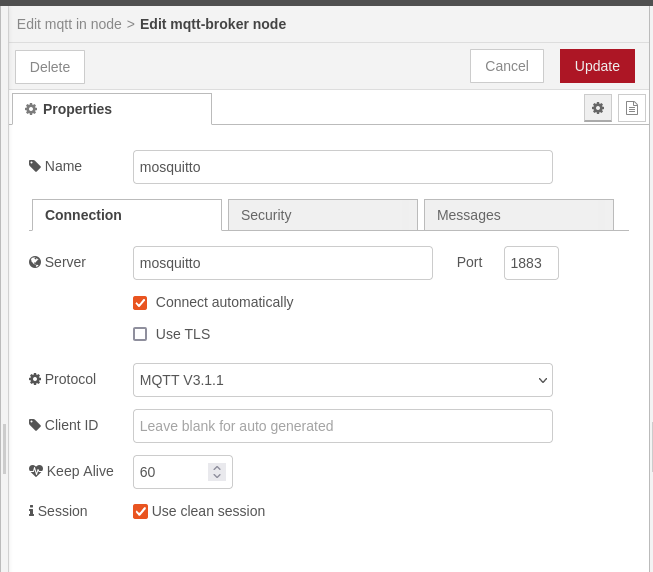 Edit mqtt in node > Edit mqtt-broker node
Delete
Cancel
Update
Properties
Name
mosquitto
Connection
Security
Messages
Server
mosquitto
Port
1883
Connect automatically
Use TLS
Protocol
MQTT V3.1.1
Client ID
Leave blank for auto generated
Keep Alive
60
Session
Use clean session